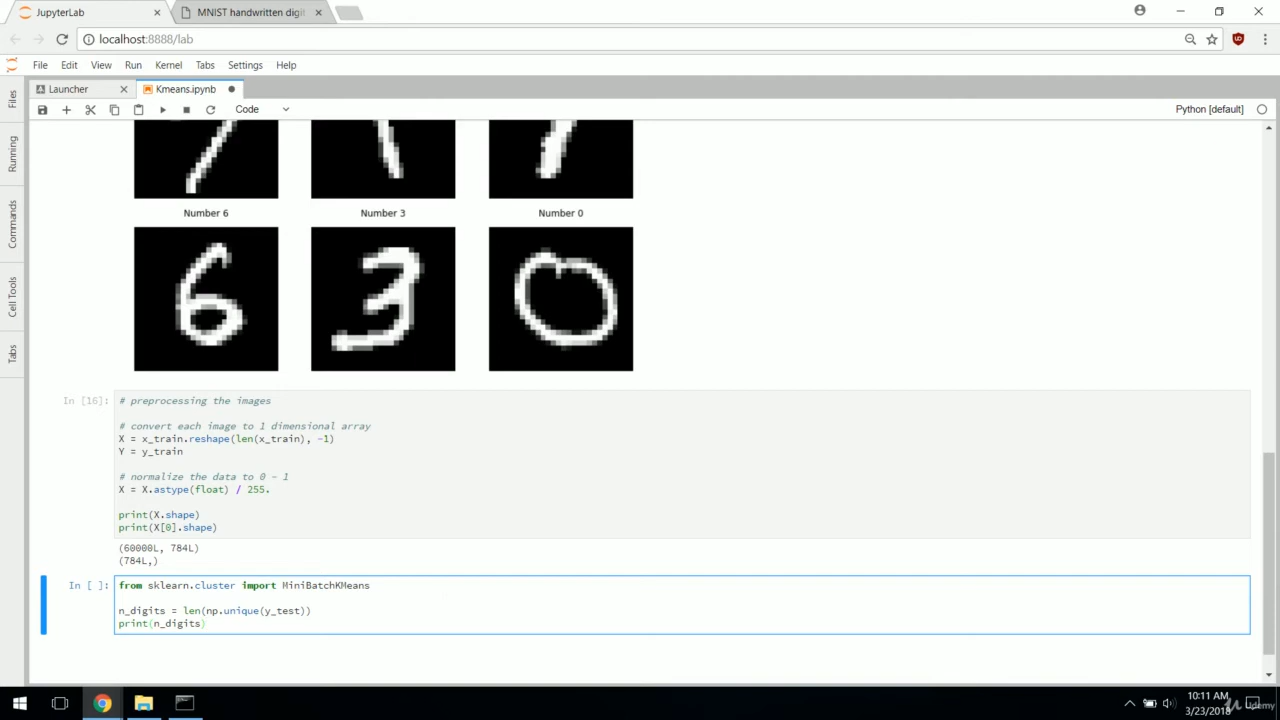 JupyterLab
MNIST handwritten digi
localhost:8888/lab
File Edit View Run Kernel Tabs Settings Help
Launcher
Kmeans.ipynb
Code
Python [default]
Files
Running
Commands
Cell Tools
Tabs
Number 6 Number 3 Number 0
In [16]:
# preprocessing the images
# convert each image to 1 dimensional array
X = x_train.reshape(len(x_train), -1)
Y = y_train
# normalize the data to 0 - 1
X = X.astype(float) / 255.
print(X.shape)
print(X[0].shape)
(60000L, 784L)
(784L,)
In [ ]:
from sklearn.cluster import MiniBatchKMeans
n_digits = len(np.unique(y_test))
print(n_digits)
10:11 AM
3/23/2018
Udemy